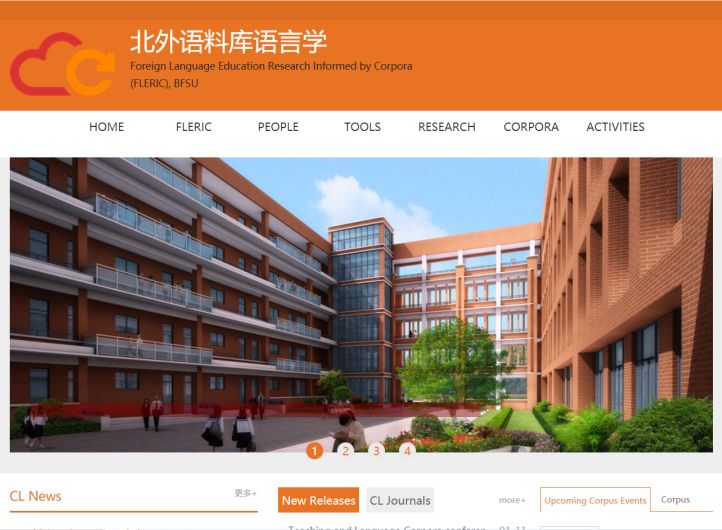 北外语料库语言学
Foreign Language Education Research Informed by Corpora
(FLERIC), BFSU
HOME FLERIC PEOPLE TOOLS RESEARCH CORPORA ACTIVITIES
1 2 3 4
CL News 更多+ New Releases CL Journals more+ Upcoming Corpus Events Corpus
Teaching and Language Corpora 01-11